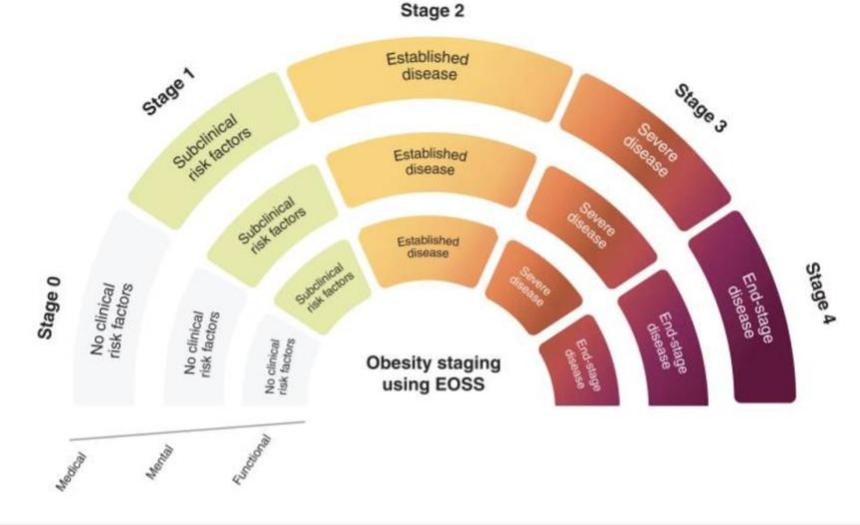 Stage 2
Stage 1
Stage 3
Stage 0
Stage 4
Established
disease
Subclinical
risk factors
Severe
disease
No clinical
risk factors
End-stage
disease
Established
disease
Subclinical
risk factors
Severe
disease
No clinical
risk factors
End-stage
disease
Established
disease
Subclinical
risk factors
Severe
disease
No clinical
risk factors
End-stage
disease
Obesity staging
using EOSS
Medical
Mental
Functional